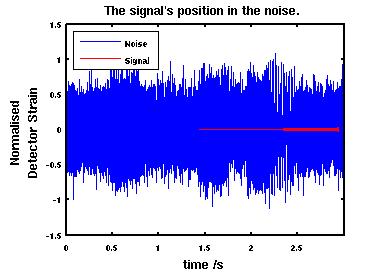 The signal's position in the noise.
1.5
Noise
Signal
1
0.5
0
-0.5
-1
-1.5
Normalised
Detector Strain
0 0.5 1 1.5 2 2.5
time /s